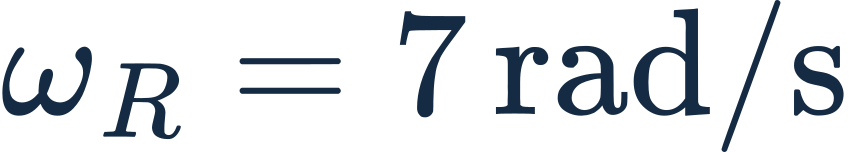 ω_R = 7 rad/s